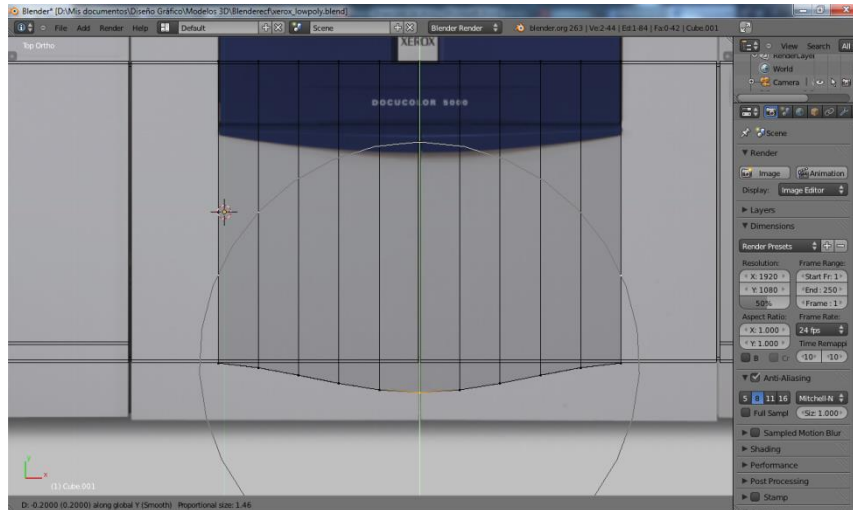 Blender* [D:\Mis documentos\Diseño Gráfico\Modelos 3D\Blenderecf\xerox_lowpoly.blend]
File Add Render Help Default Scene Blender Render blender.org 263 | Ve:2-44 | Ed:1-84 | Fa:0-42 | Cube.001
View Search All
Top Ortho
XEROX
RenderLayer
World
Camera
DOCUCOLOR 5000
Scene
Render
Image Animation
Display: Image Editor
Layers
Dimensions
Render Presets
Resolution: Frame Range:
X: 1920 Start Fr: 1
Y: 1080 End: 250
50% Frame: 1
Aspect Ratio: Frame Rate:
X: 1.000 24 fps
Y: 1.000 Time Remappi
B 10 10
Anti-Aliasing
5 8 11 16 Mitchell-N
Full Sampl Siz: 1.000
Sampled Motion Blur
Shading
Performance
Post Processing
Stamp
Y
X
(1) Cube.001
D: -0.2000 (0.2000) along global Y (Smooth) Proportional size: 1.46